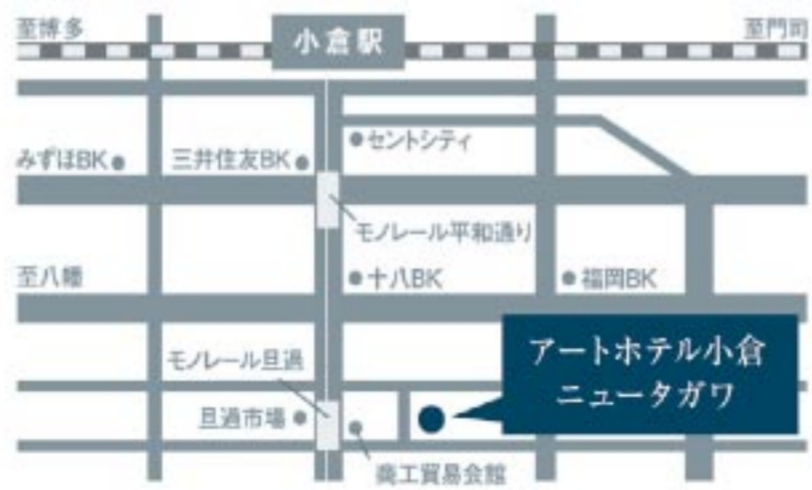 至博多
小倉駅
至門司
セントシティ
みずほBK
三井住友BK
モノレール平和通り
至八幡
十八BK
福岡BK
アートホテル小倉
ニュータガワ
モノレール旦過
旦過市場
商工貿易会館